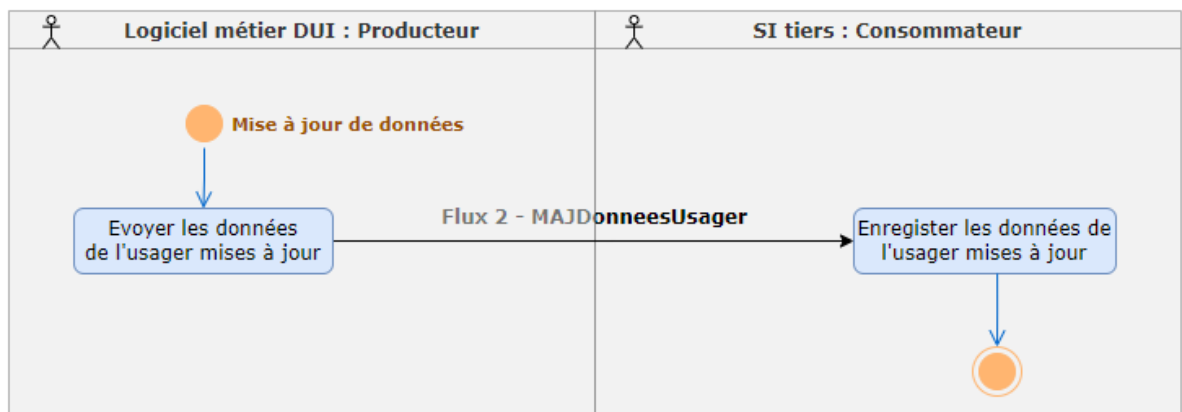 Logiciel métier DUI : Producteur
SI tiers : Consommateur
Mise à jour de données
Flux 2 - MAJDonneesUsager
Evoyer les données
de l'usager mises à jour
Enregister les données de
l'usager mises à jour